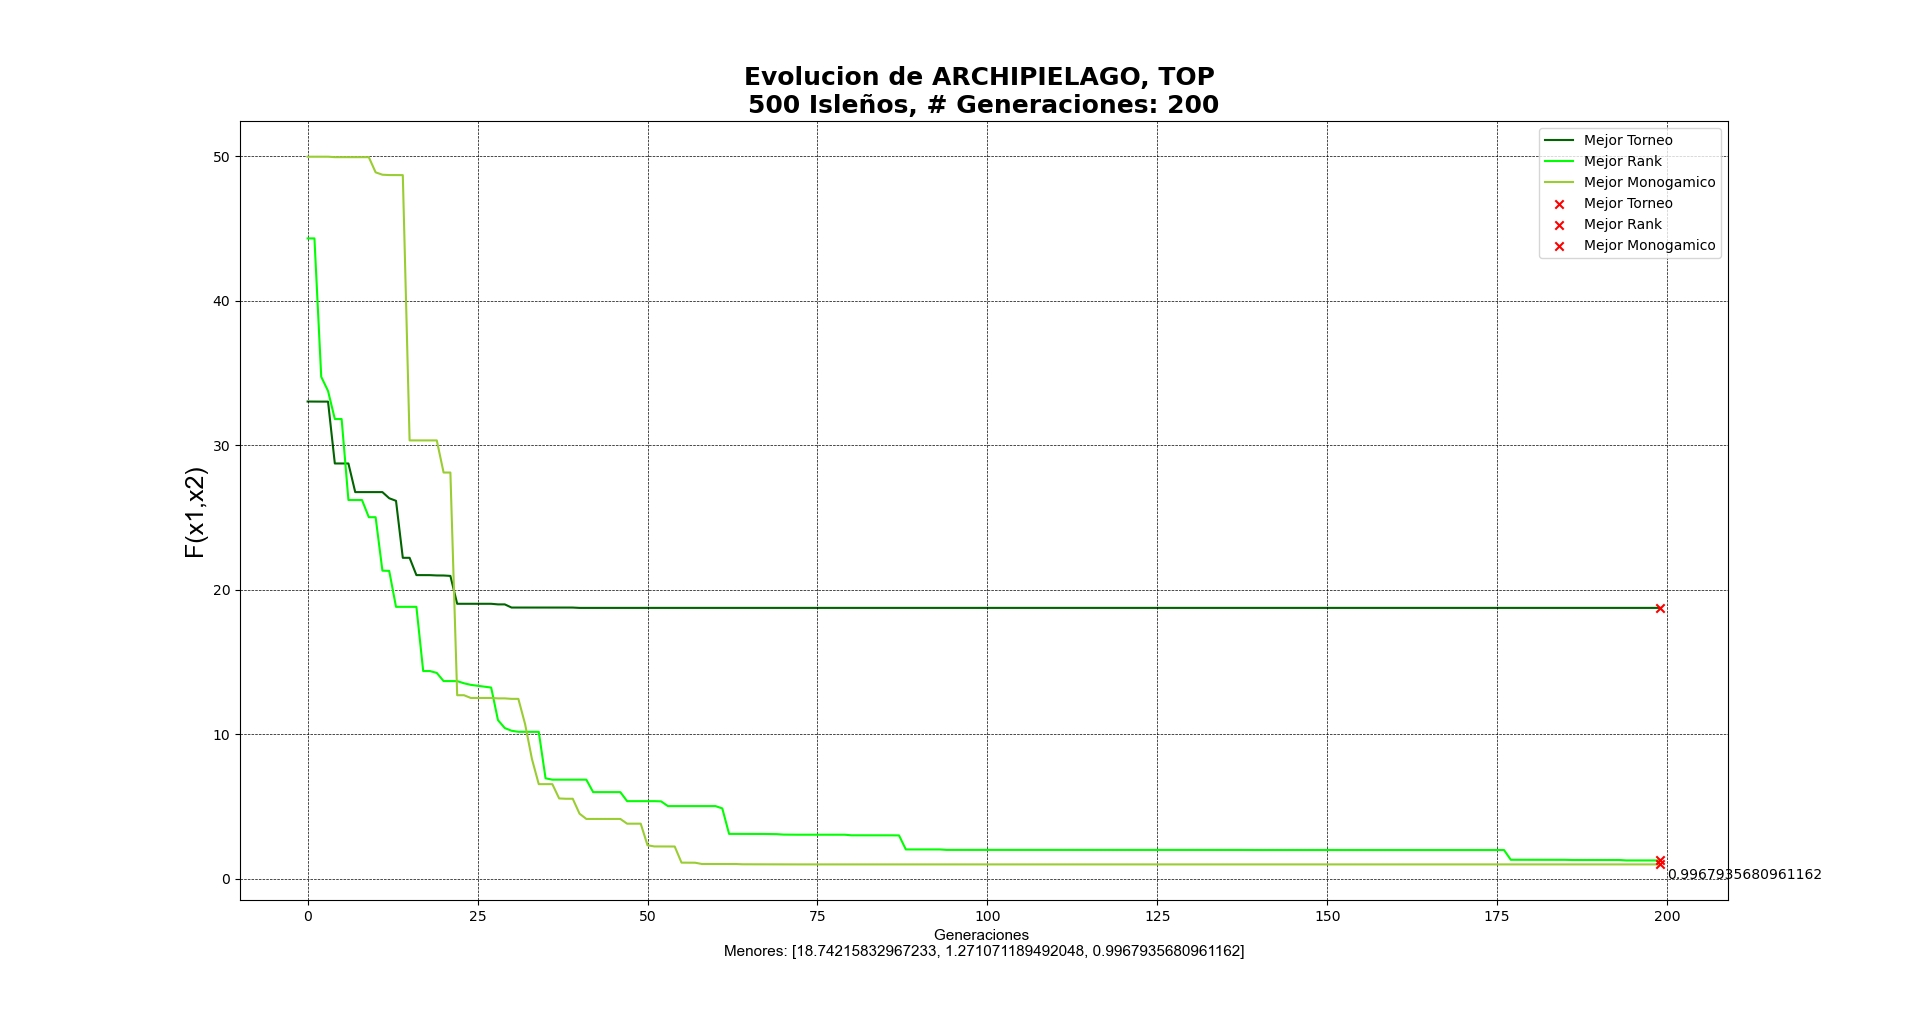 Evolucion de ARCHIPIELAGO, TOP
500 Isleños, # Generaciones: 200
Mejor Torneo
Mejor Rank
Mejor Monogamico
Mejor Torneo
Mejor Rank
Mejor Monogamico
F(x1,x2)
50
40
30
20
10
0
0.9967935680961162
0 25 50 75 100 125 150 175 200
Generaciones
Menores: [18.74215832967233, 1.271071189492048, 0.9967935680961162]